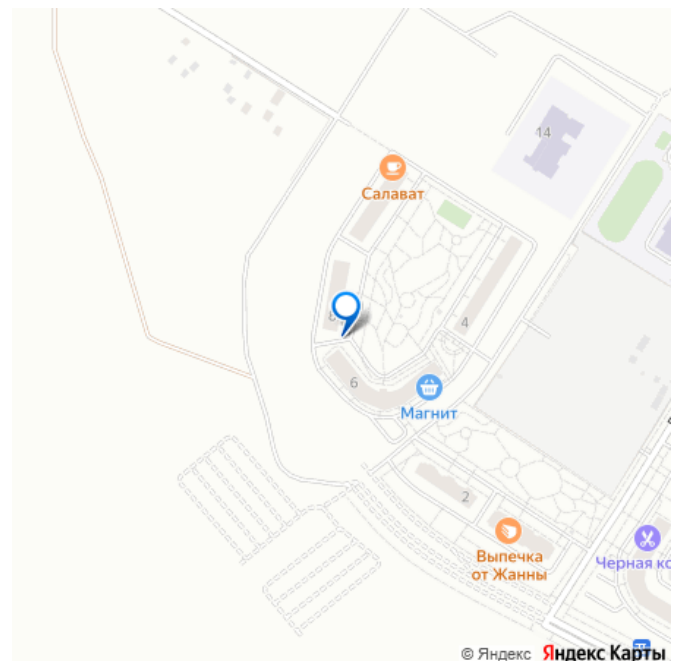 14
Салават
4
6
Магнит
2
Выпечка
от Жанны
Черная ко
© Яндекс Яндекс Карты